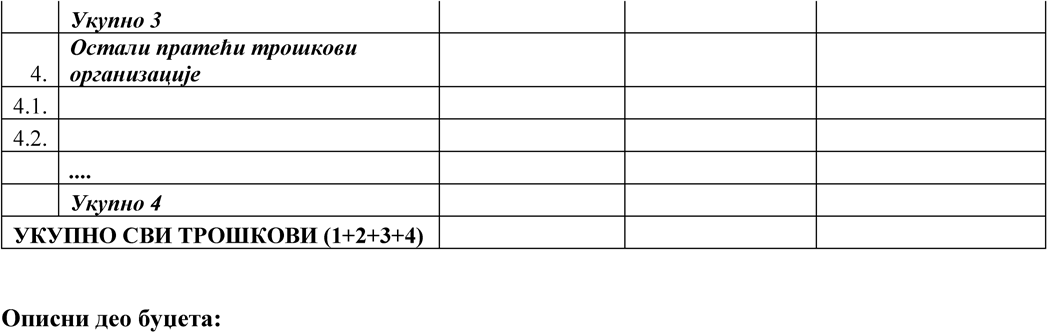 Укупно 3
Остали пратећи трошкови
4. организације
4.1.
4.2.
....
Укупно 4
УКУПНО СВИ ТРОШКОВИ (1+2+3+4)
Описни део буџета: